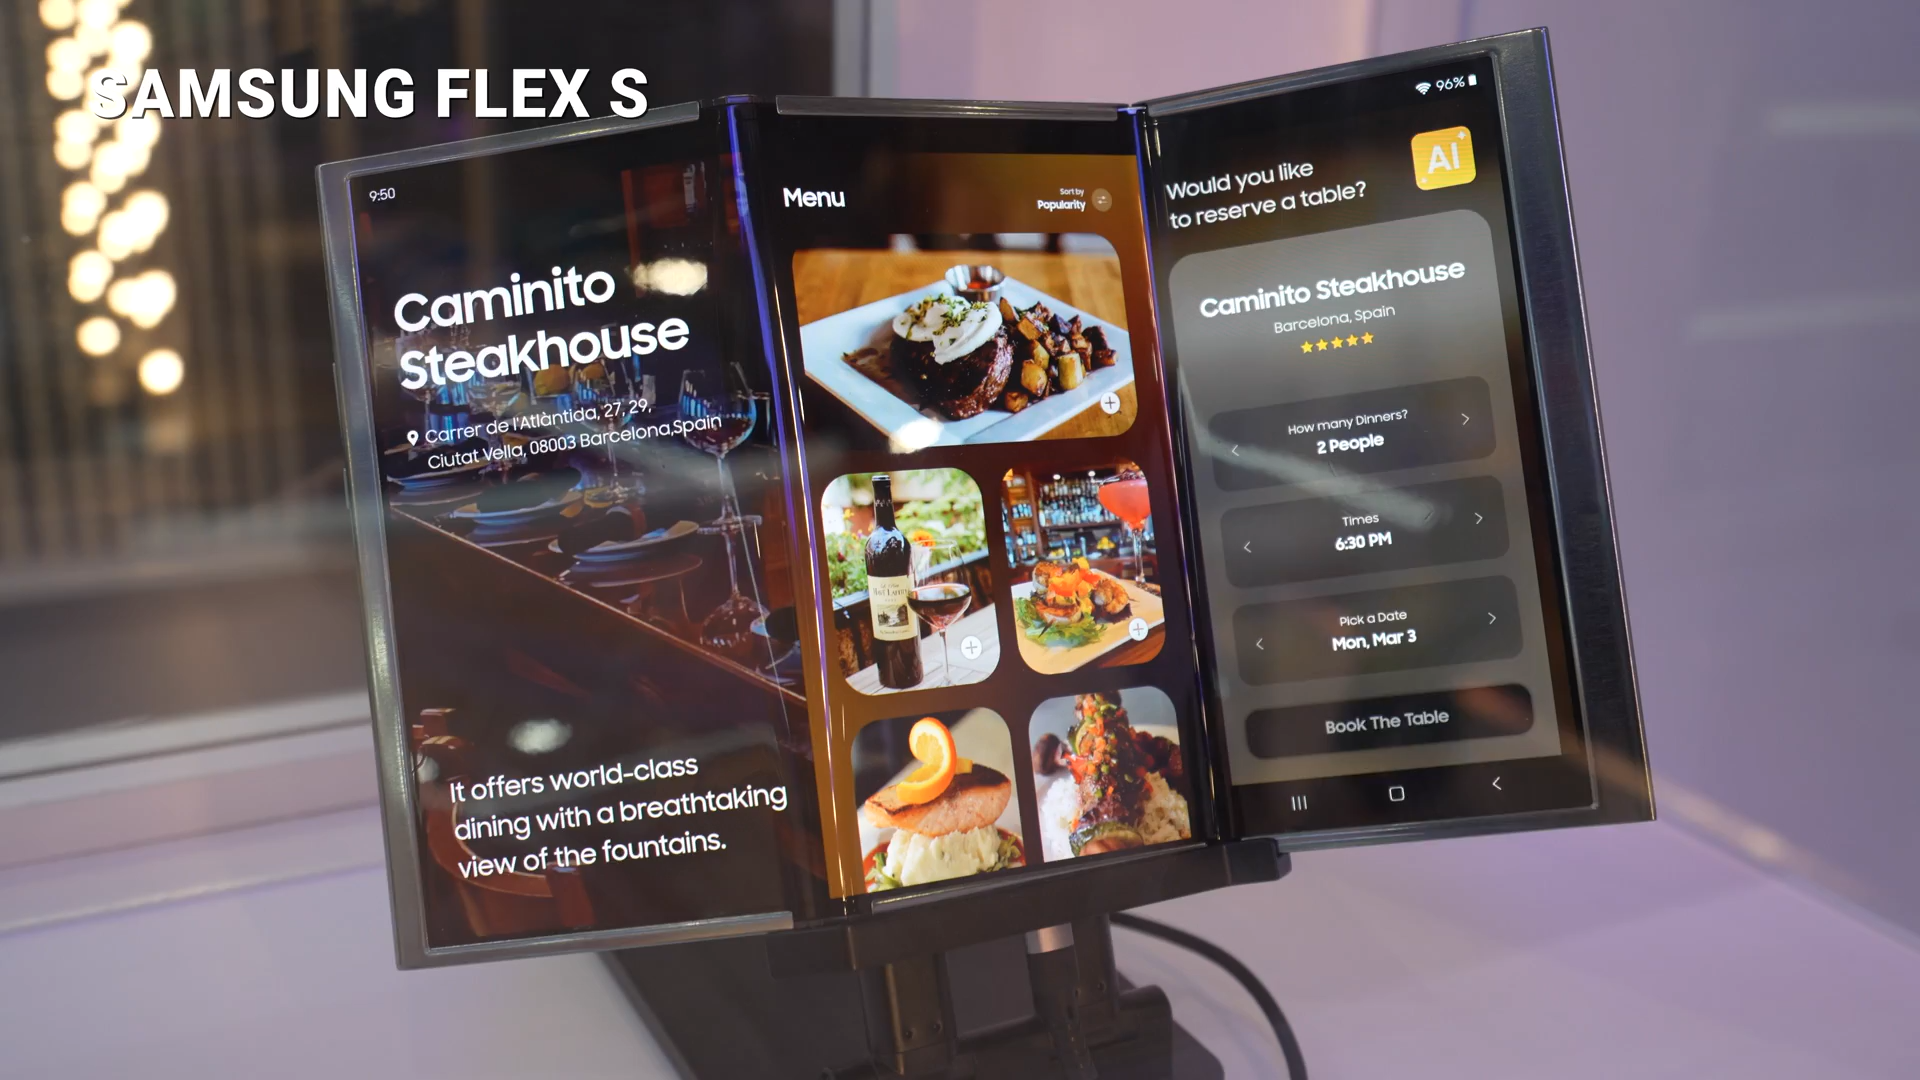 SAMSUNG FLEX S
9:50
Caminito
Steakhouse
Carrer de l'Atlàntida, 27, 29,
Ciutat Vella, 08003 Barcelona,Spain
It offers world-class
dining with a breathtaking
view of the fountains.
Menu
Sort by
Popularity
96%
AI
Would you like
to reserve a table?
Caminito Steakhouse
Barcelona, Spain
How many Dinners?
2 People
Times
6:30 PM
Pick a Date
Mon, Mar 3
Book The Table